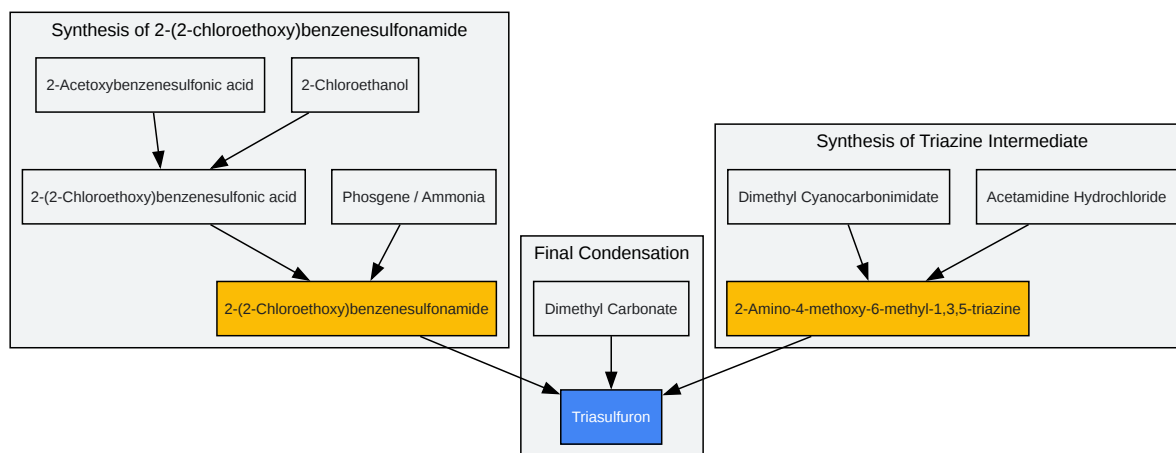 Synthesis of 2-(2-chloroethoxy)benzenesulfonamide
2-Acetoxybenzenesulfonic acid
2-Chloroethanol
2-(2-Chloroethoxy)benzenesulfonic acid
Phosgene / Ammonia
2-(2-Chloroethoxy)benzenesulfonamide
Synthesis of Triazine Intermediate
Dimethyl Cyanocarbonimidate
Acetamidine Hydrochloride
2-Amino-4-methoxy-6-methyl-1,3,5-triazine
Final Condensation
Dimethyl Carbonate
Triasulfuron